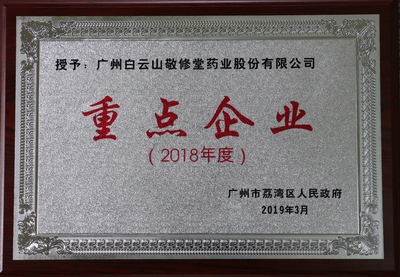 授予：广州白云山敬修堂药业股份有限公司
重点企业
（2018年度）
广州市荔湾区人民政府
2019年3月